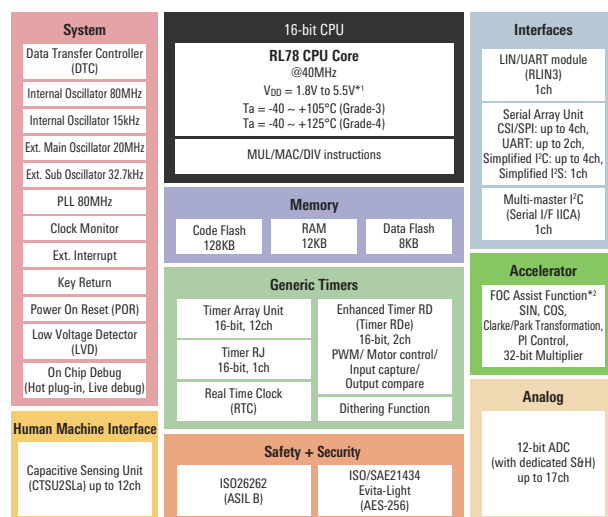 System
Data Transfer Controller
(DTC)
Internal Oscillator 80MHz
Internal Oscillator 15kHz
Ext. Main Oscillator 20MHz
Ext. Sub Oscillator 32.7kHz
PLL 80MHz
Clock Monitor
Ext. Interrupt
Key Return
Power On Reset (POR)
Low Voltage Detector
(LVD)
On Chip Debug
(Hot plug-in, Live debug)
Human Machine Interface
Capacitive Sensing Unit
(CTSU2SLa) up to 12ch
16-bit CPU
RL78 CPU Core
@40MHz
VDD = 1.8V to 5.5V*1
Ta = -40 ~ +105°C (Grade-3)
Ta = -40 ~ +125°C (Grade-4)
MUL/MAC/DIV instructions
Memory
Code Flash
128KB
RAM
12KB
Data Flash
8KB
Generic Timers
Timer Array Unit
16-bit, 12ch
Timer RJ
16-bit, 1ch
Real Time Clock
(RTC)
Enhanced Timer RD
(Timer RDe)
16-bit, 2ch
PWM/ Motor control/
Input capture/
Output compare
Dithering Function
Safety + Security
ISO26262
(ASIL B)
ISO/SAE21434
Evita-Light
(AES-256)
Interfaces
LIN/UART module
(RLIN3)
1ch
Serial Array Unit
CSI/SPI: up to 4ch,
UART: up to 2ch,
Simplified I²C: up to 4ch,
Simplified I²S: 1ch
Multi-master I²C
(Serial I/F IICA)
1ch
Accelerator
FOC Assist Function*2
SIN, COS,
Clarke/Park Transformation,
PI Control,
32-bit Multiplier
Analog
12-bit ADC
(with dedicated S&H)
up to 17ch